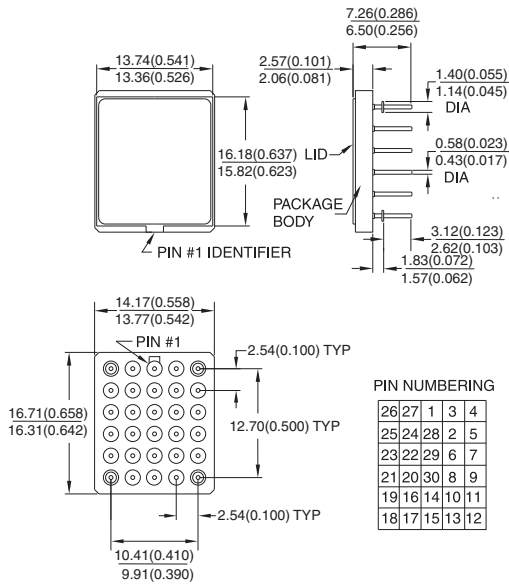 7.26(0.286)
6.50(0.256)
13.74(0.541)
13.36(0.526)
2.57(0.101)
2.06(0.081)
1.40(0.055)
1.14(0.045)
DIA
16.18(0.637)
15.82(0.623)
LID
0.58(0.023)
0.43(0.017)
DIA
PACKAGE
BODY
3.12(0.123)
2.62(0.103)
PIN #1 IDENTIFIER
1.83(0.072)
1.57(0.062)
14.17(0.558)
13.77(0.542)
PIN #1
2.54(0.100) TYP
16.71(0.658)
16.31(0.642)
12.70(0.500) TYP
2.54(0.100) TYP
10.41(0.410)
9.91(0.390)
PIN NUMBERING
26 27 1 3 4
25 24 28 2 5
23 22 29 6 7
21 20 30 8 9
19 16 14 10 11
18 17 15 13 12